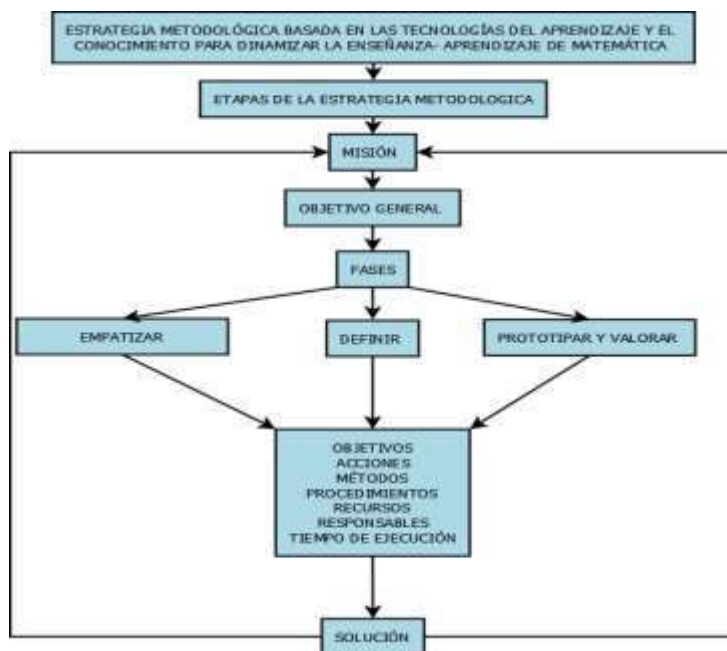 ESTRATEGIA METODOLÓGICA BASADA EN LAS TECNOLOGÍAS DEL APRENDIZAJE Y EL
CONOCIMIENTO PARA DINAMIZAR LA ENSEÑANZA- APRENDIZAJE DE MATEMÁTICA
ETAPAS DE LA ESTRATEGIA METODOLOGICA
MISIÓN
OBJETIVO GENERAL
FASES
EMPATIZAR
DEFINIR
PROTOTIPAR Y VALORAR
OBJETIVOS
ACCIONES
MÉTODOS
PROCEDIMIENTOS
RECURSOS
RESPONSABLES
TIEMPO DE EJECUCIÓN
SOLUCIÓN